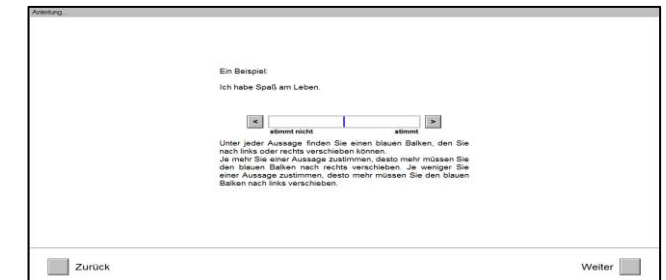 Anleitung...
Ein Beispiel:
Ich habe Spaß am Leben.
< >
stimmt nicht stimmt
Unter jeder Aussage finden Sie einen blauen Balken, den Sie
nach links oder rechts verschieben können.
Je mehr Sie einer Aussage zustimmen, desto mehr müssen Sie
den blauen Balken nach rechts verschieben. Je weniger Sie
einer Aussage zustimmen, desto mehr müssen Sie den blauen
Balken nach links verschieben.
Zurück Weiter